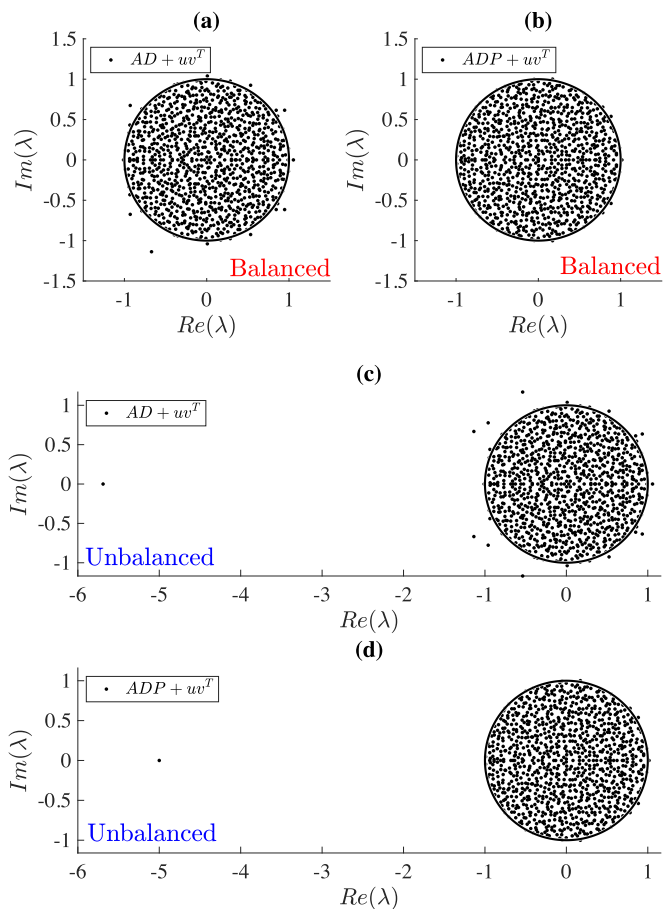 (a)
1.5
AD + uv^T
1
0.5
Im(λ)
0
-0.5
-1
Balanced
-1.5
-1 0 1
Re(λ)
(b)
1.5
ADP + uv^T
1
0.5
Im(λ)
0
-0.5
-1
Balanced
-1.5
-1 0 1
Re(λ)
(c)
1
AD + uv^T
0.5
Im(λ)
0
-0.5
Unbalanced
-1
-6 -5 -4 -3 -2 -1 0 1
Re(λ)
(d)
1
ADP + uv^T
0.5
Im(λ)
0
-0.5
Unbalanced
-1
-6 -5 -4 -3 -2 -1 0 1
Re(λ)